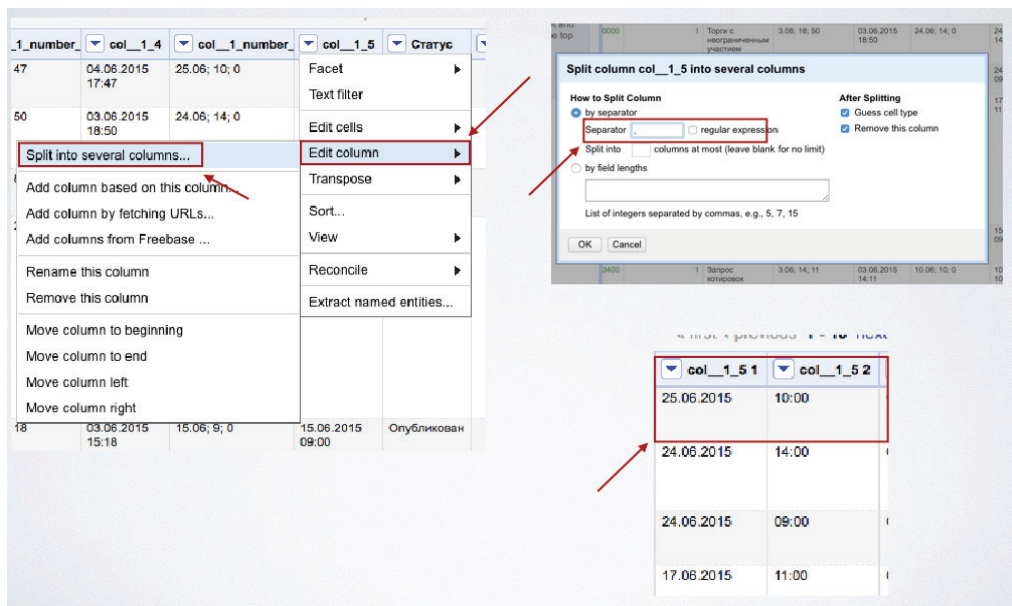 _1_number_ col__1_4 col__1_number_ col__1_5 Статус
47 04.06.2015 25.06; 10; 0
17:47
50 03.06.2015 24.06; 14; 0
18:50
Facet
Text filter
Edit cells
Edit column
Transpose
Sort...
View
Reconcile
Extract named entities...
Split into several columns...
Add column based on this column...
Add column by fetching URLs...
Add columns from Freebase ...
Rename this column
Remove this column
Move column to beginning
Move column to end
Move column left
Move column right
18 03.06.2015 15.06; 9; 0 15.06.2015 Опубликован
15:18 09:00
0000 1 Торги с 3.06; 18; 50 03.06.2015 24.06; 14; 0 24
неограниченным 18:50 14
участием
Split column col__1_5 into several columns
How to Split Column
by separator
Separator regular expression
Split into columns at most (leave blank for no limit)
by field lengths
List of integers separated by commas, e.g., 5, 7, 15
After Splitting
Guess cell type
Remove this column
OK Cancel
3400 1 Запрос 3.06; 14; 11 03.06.2015 10.06; 10; 0 10
котировок 14:11 10
col__1_5 1 col__1_5 2
25.06.2015 10:00
24.06.2015 14:00
24.06.2015 09:00
17.06.2015 11:00